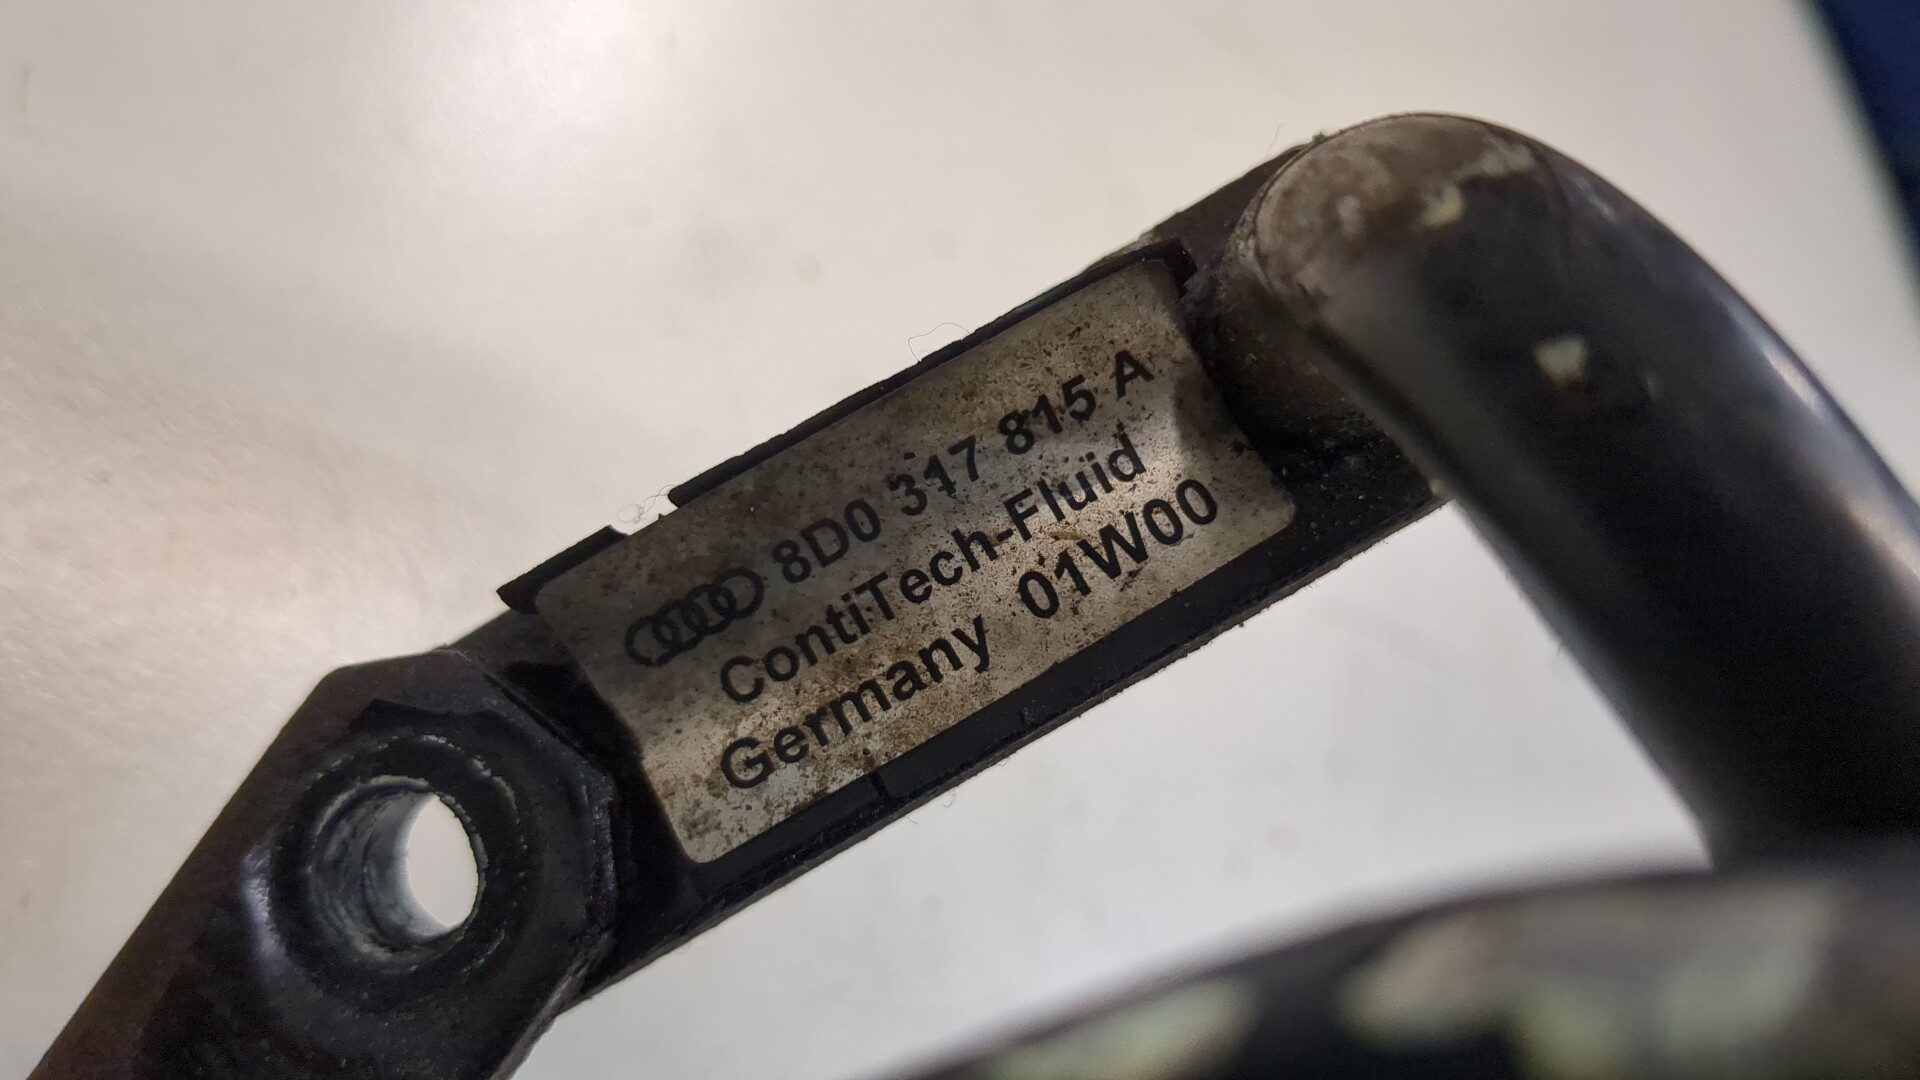 8D0 317 815 A
ContiTech-Fluid
Germany 01W00